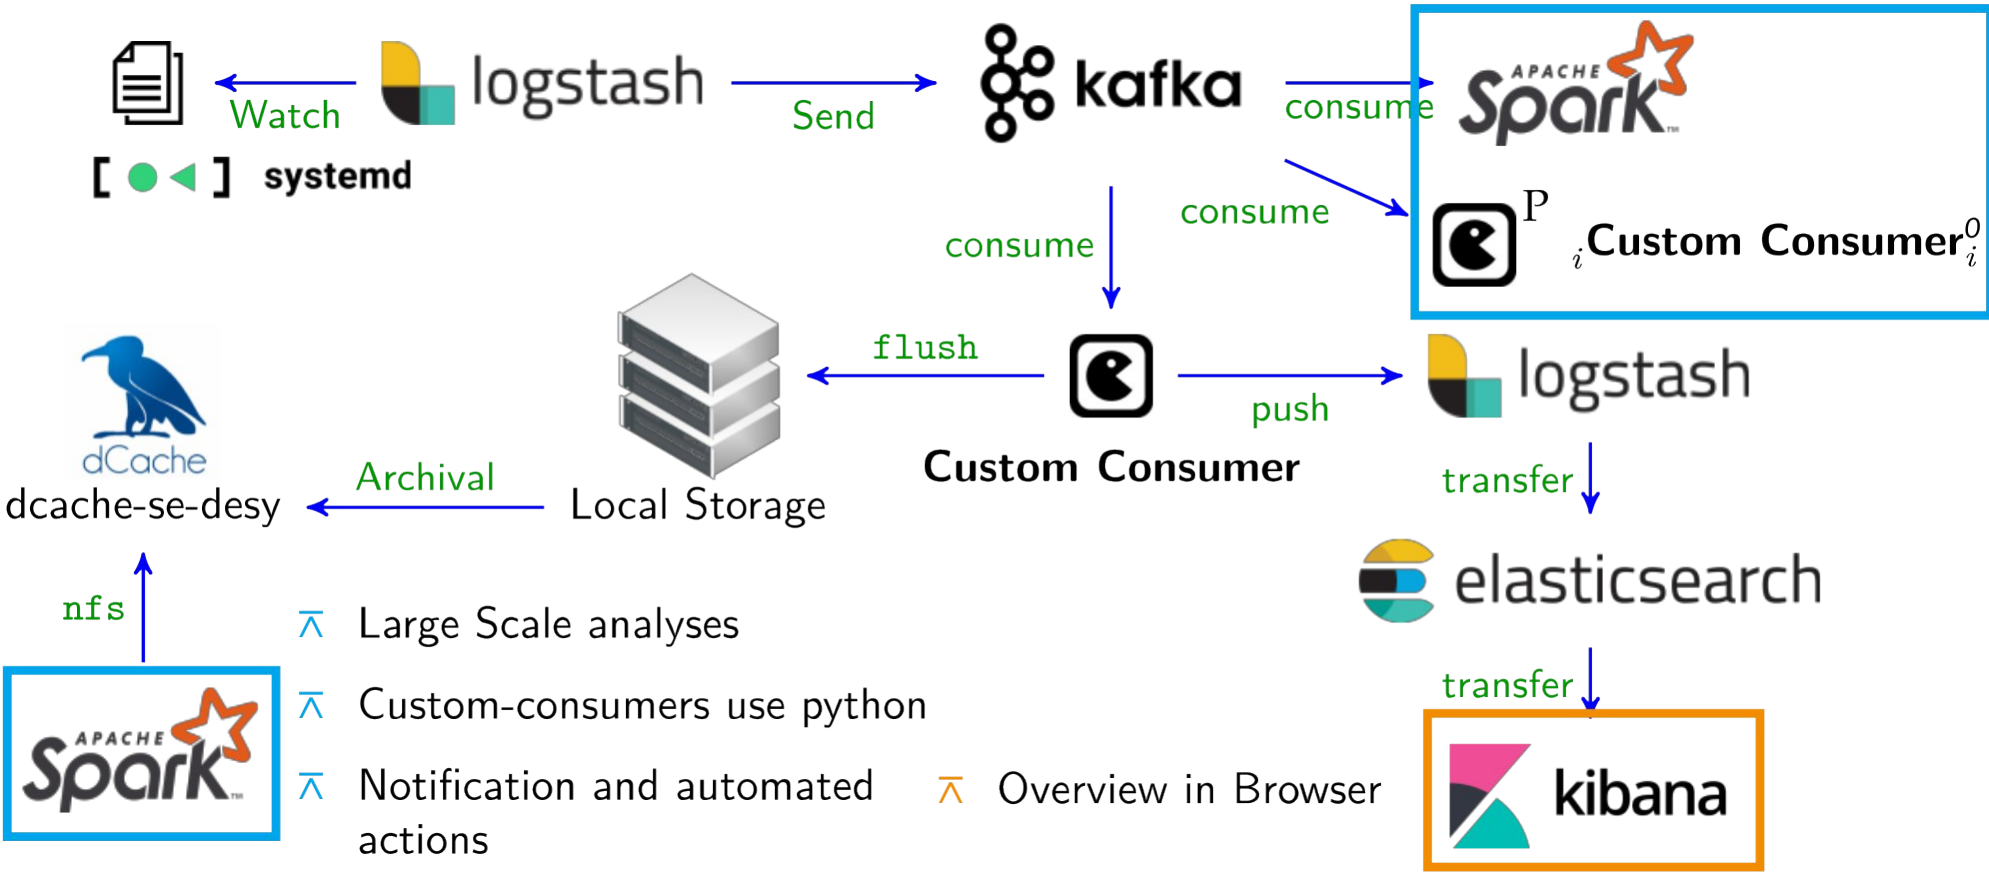 logstash
kafka
APACHE
Spark™
Watch
Send
consume
[ ] systemd
consume
P
iCustom Consumer0i
consume
flush
push
logstash
dCache
dcache-se-desy
Archival
Local Storage
Custom Consumer
transfer
elasticsearch
nfs
Large Scale analyses
transfer
Custom-consumers use python
APACHE
Spark™
Notification and automated
actions
Overview in Browser
kibana